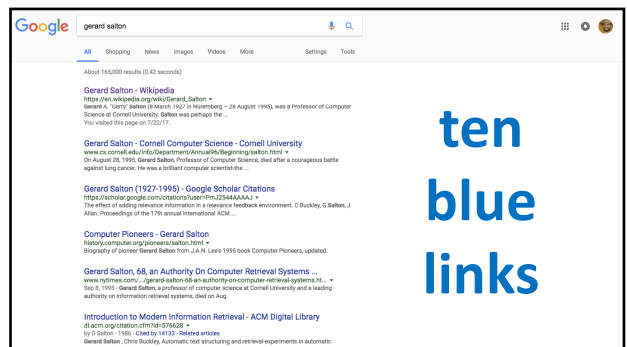 Google gerard salton
All Shopping News Images Videos More Settings Tools
About 165,000 results (0.42 seconds)
Gerard Salton - Wikipedia
https://en.wikipedia.org/wiki/Gerard_Salton
Gerard A. "Gerry" Salton (8 March 1927 in Nuremberg – 28 August 1995), was a Professor of Computer
Science at Cornell University. Salton was perhaps the ...
You visited this page on 7/22/17.
Gerard Salton - Cornell Computer Science - Cornell University
www.cs.cornell.edu/Info/Department/Annual96/Beginning/salton.html
On August 28, 1995, Gerard Salton, Professor of Computer Science, died after a courageous battle
against lung cancer. He was a brilliant computer scientist-the ...
Gerard Salton (1927-1995) - Google Scholar Citations
https://scholar.google.com/citations?user=PmJ2544AAAAJ
The effect of adding relevance information in a relevance feedback environment. C Buckley, G Salton, J
Allan. Proceedings of the 17th annual international ACM ...
Computer Pioneers - Gerard Salton
history.computer.org/pioneers/salton.html
Biography of pioneer Gerard Salton from J.A.N. Lee's 1995 book Computer Pioneers, updated.
Gerard Salton, 68, an Authority On Computer Retrieval Systems ...
www.nytimes.com/.../gerard-salton-68-an-authority-on-computer-retrieval-systems.ht...
Sep 8, 1995 - Gerard Salton, a professor of computer science at Cornell University and a leading
authority on information retrieval systems, died on Aug.
Introduction to Modern Information Retrieval - ACM Digital Library
dl.acm.org/citation.cfm?id=576628
by G Salton - 1986 - Cited by 14133 - Related articles
Gerard Salton , Chris Buckley, Automatic text structuring and retrieval-experiments in automatic
ten
blue
links